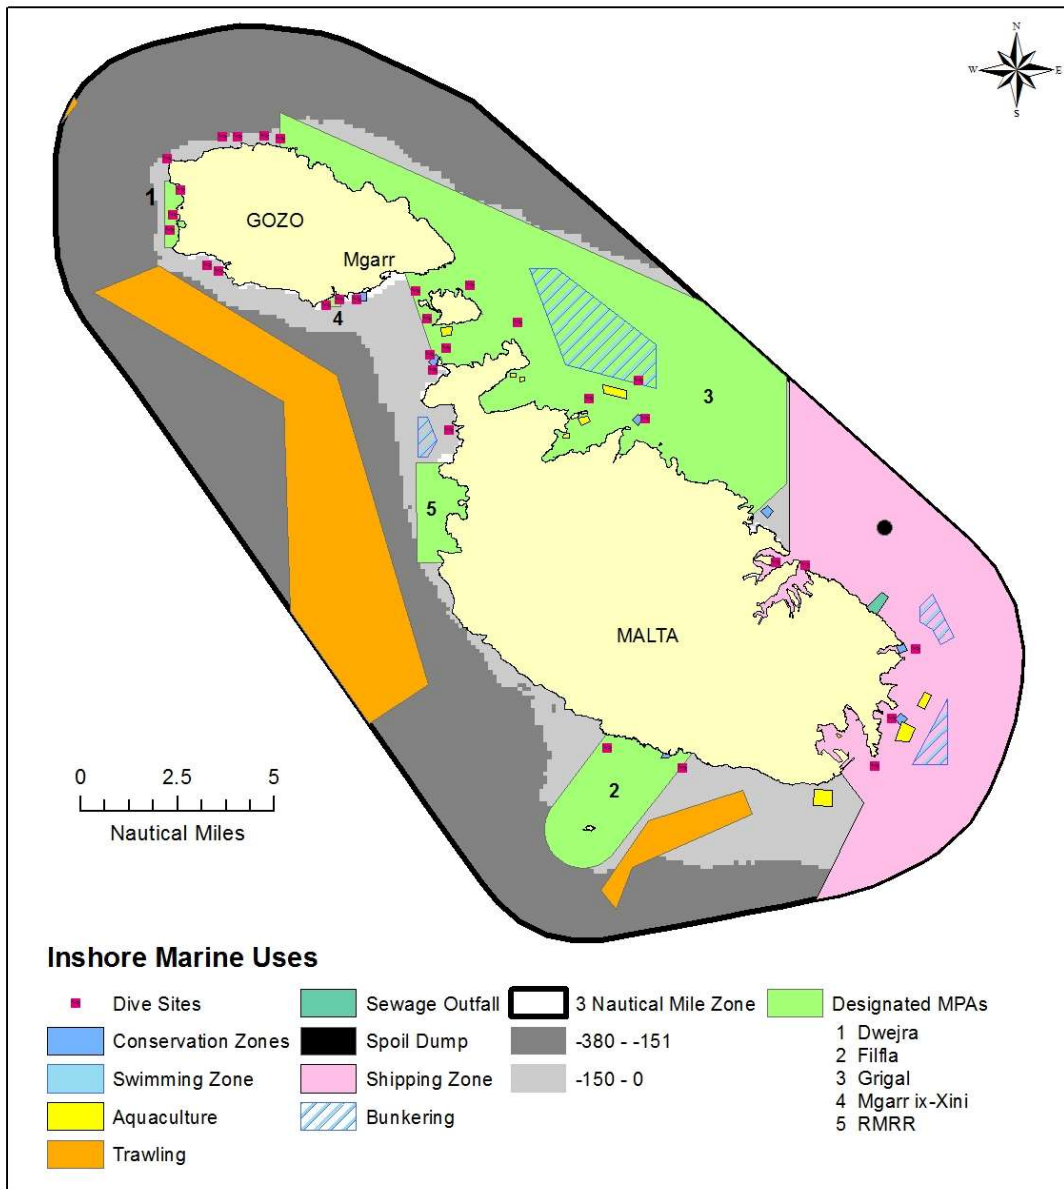 N
W E
S
1
GOZO
Mgarr
4
3
5
MALTA
2
0 2.5 5
Nautical Miles
Inshore Marine Uses
Dive Sites
Conservation Zones
Swimming Zone
Aquaculture
Trawling
Sewage Outfall
Spoil Dump
Shipping Zone
Bunkering
3 Nautical Mile Zone
-380 - -151
-150 - 0
Designated MPAs
1 Dwejra
2 Filfla
3 Grigal
4 Mgarr ix-Xini
5 RMRR